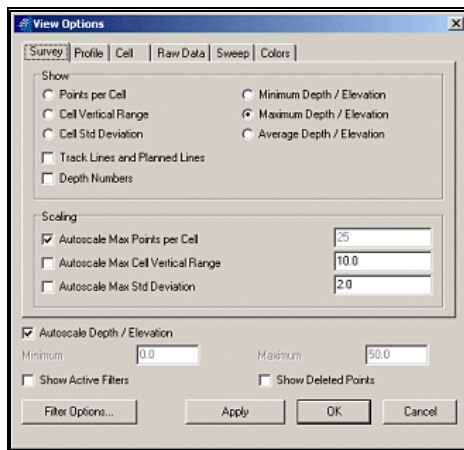 View Options
Survey Profile Cell Raw Data Sweep Colors
Show
Points per Cell Minimum Depth / Elevation
Cell Vertical Range Maximum Depth / Elevation
Cell Std Deviation Average Depth / Elevation
Track Lines and Planned Lines
Depth Numbers
Scaling
Autoscale Max Points per Cell 25
Autoscale Max Cell Vertical Range 10.0
Autoscale Max Std Deviation 2.0
Autoscale Depth / Elevation
Minimum 0.0 Maximum 50.0
Show Active Filters Show Deleted Points
Filter Options... Apply OK Cancel